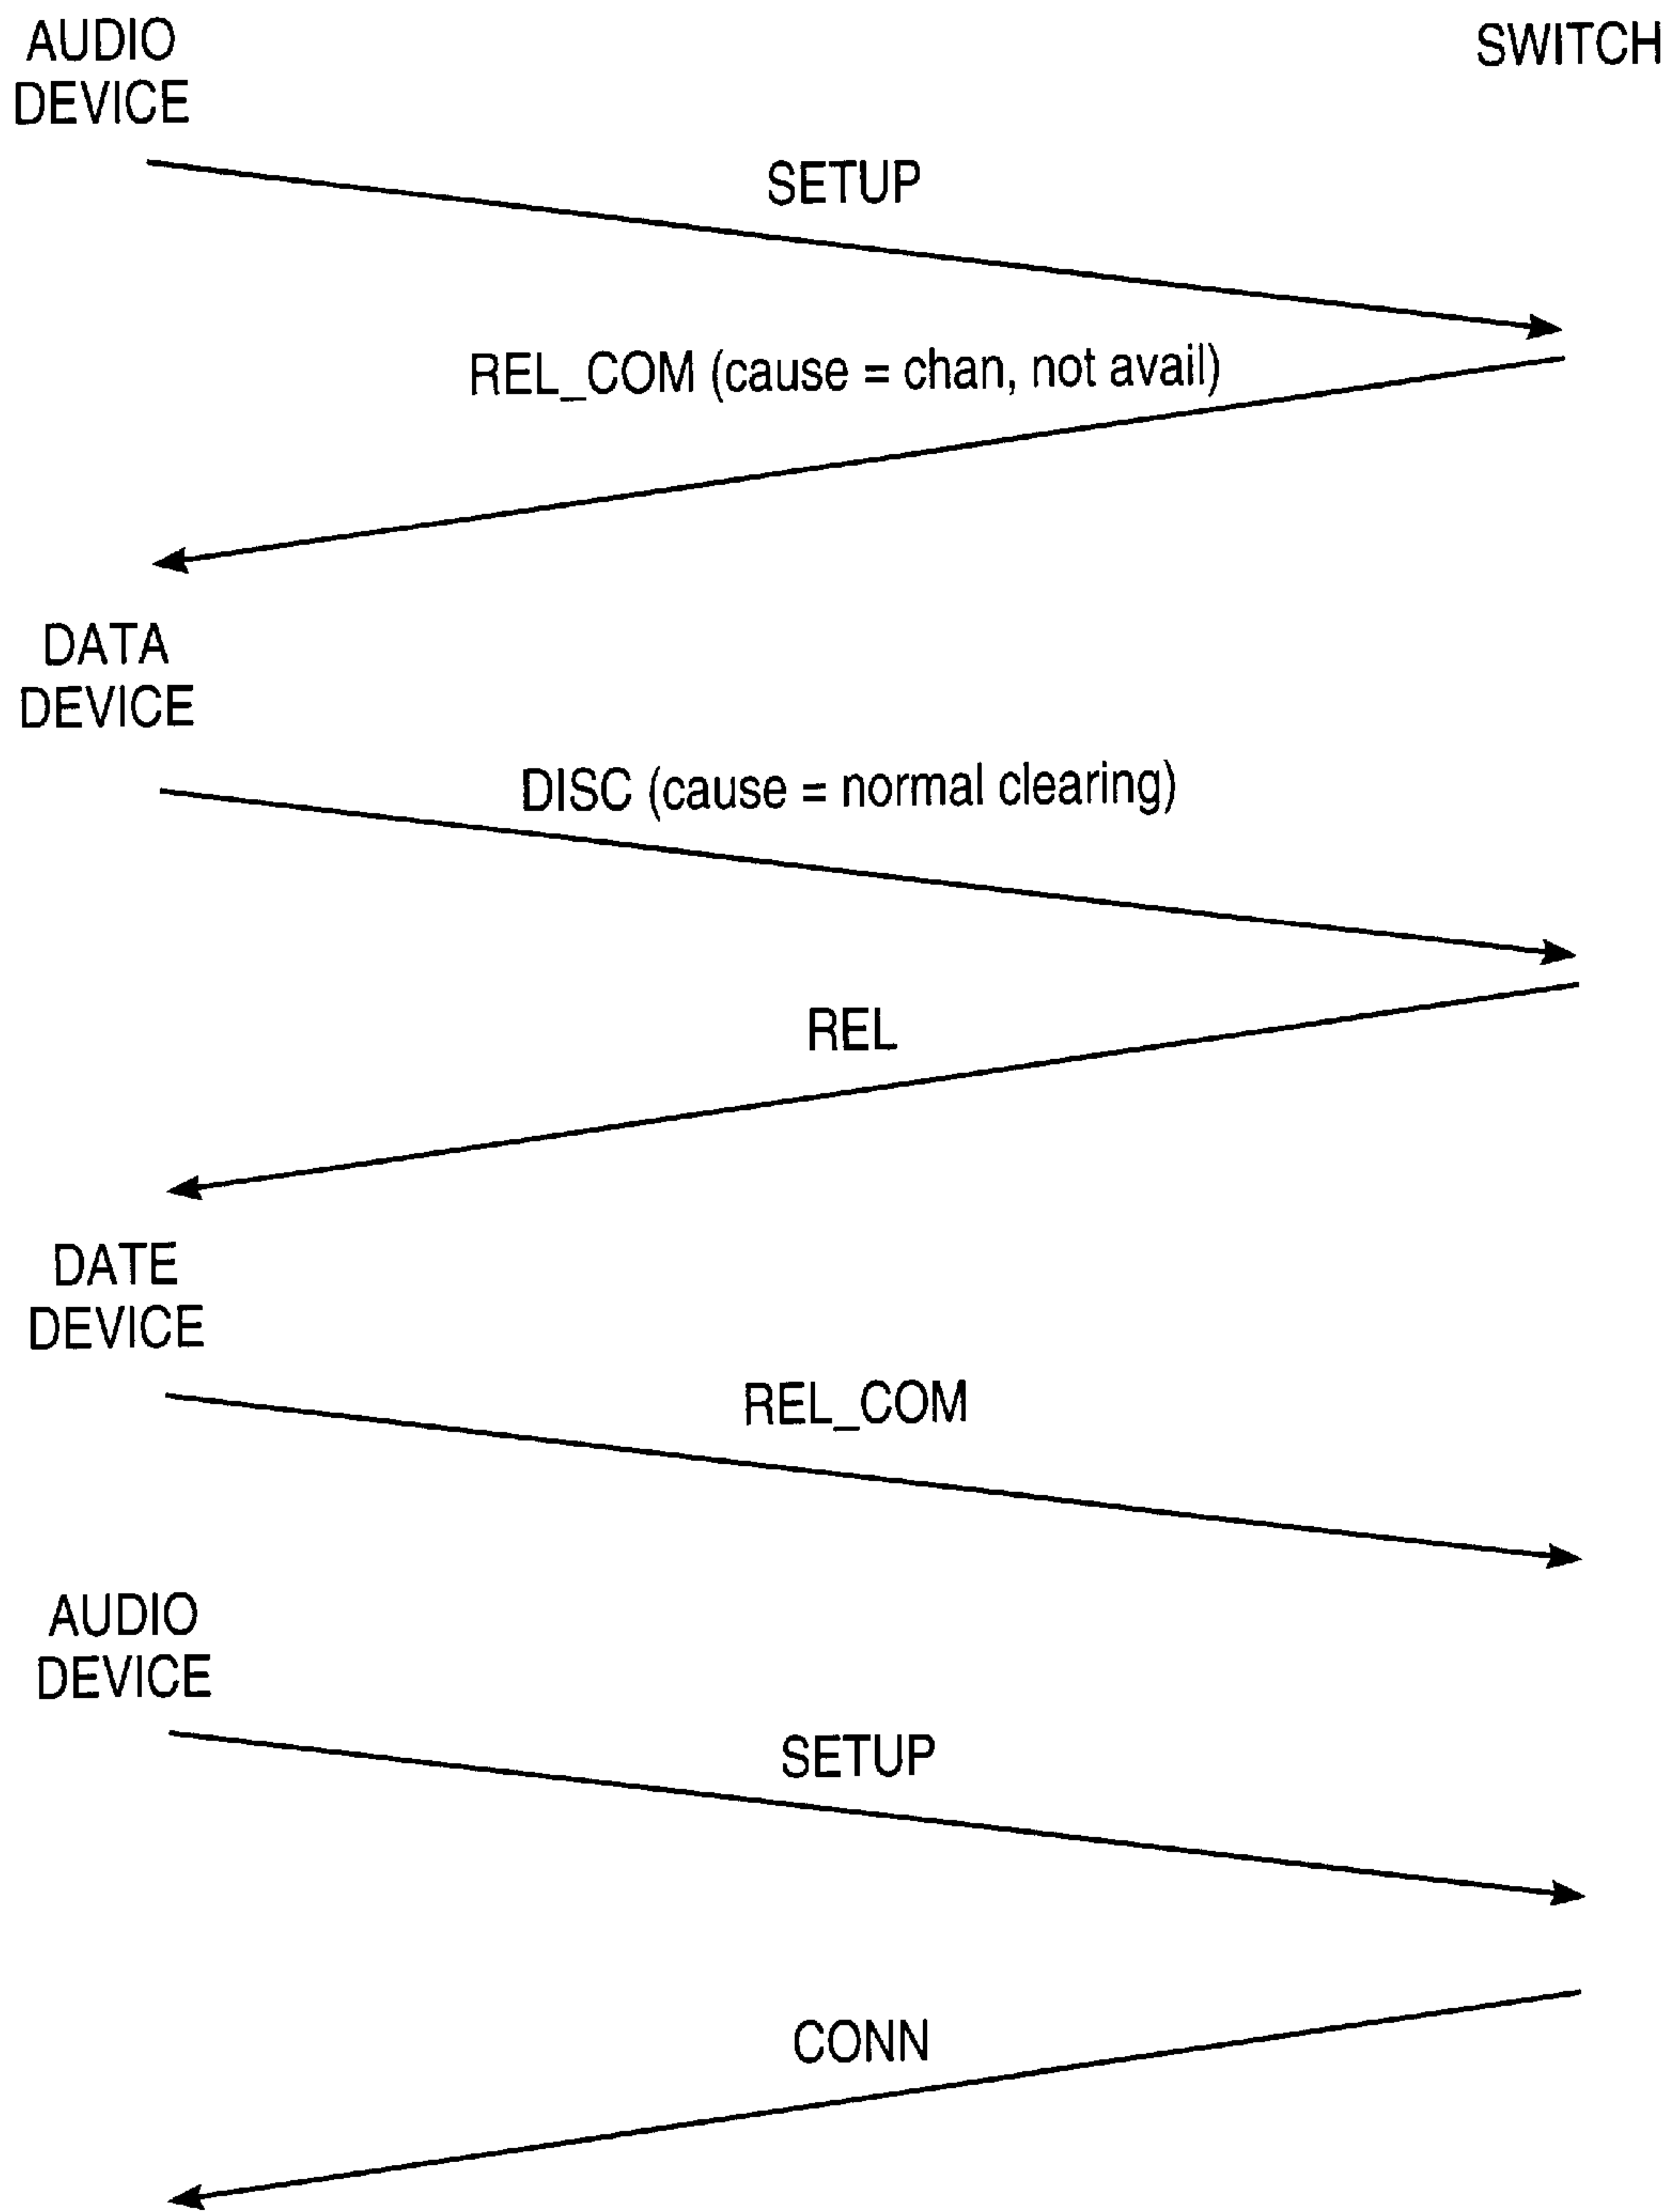 AUDIO
DEVICE
SWITCH
SETUP
REL_COM (cause = chan, not avail)
DATA
DEVICE
DISC (cause = normal clearing)
REL
DATE
DEVICE
REL_COM
AUDIO
DEVICE
SETUP
CONN